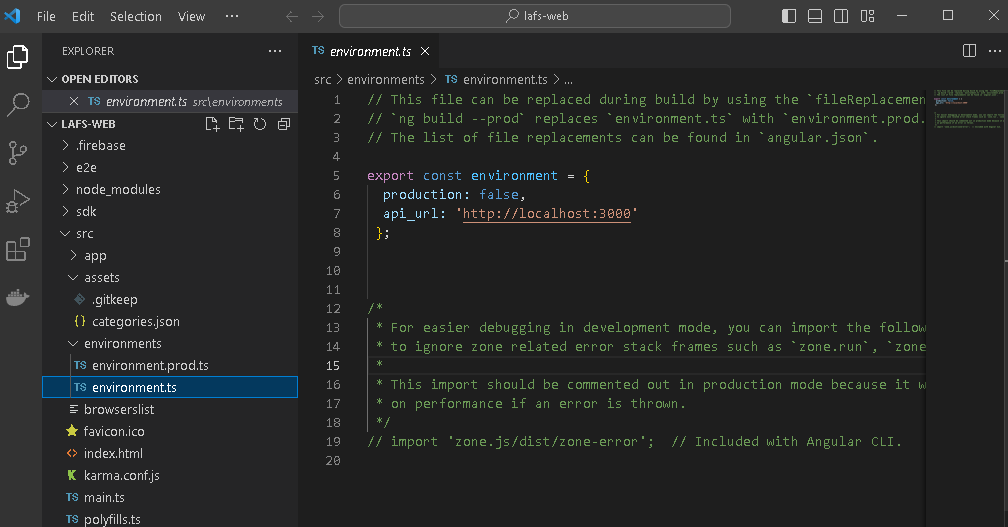 File Edit Selection View ··· lafs-web
EXPLORER ···
OPEN EDITORS
TS environment.ts src\environments
LAFS-WEB
.firebase
e2e
node_modules
sdk
src
app
assets
.gitkeep
{} categories.json
environments
TS environment.prod.ts
TS environment.ts
browserslist
favicon.ico
<> index.html
karma.conf.js
TS main.ts
TS polyfills.ts
TS environment.ts
src > environments > TS environment.ts > ...
1 // This file can be replaced during build by using the `fileReplacemen
2 // `ng build --prod` replaces `environment.ts` with `environment.prod.
3 // The list of file replacements can be found in `angular.json`.
4
5 export const environment = {
6 production: false,
7 api_url: 'http://localhost:3000'
8 };
9
10
11
12 /*
13 * For easier debugging in development mode, you can import the follow
14 * to ignore zone related error stack frames such as `zone.run`, `zone
15 *
16 * This import should be commented out in production mode because it w
17 * on performance if an error is thrown.
18 */
19 // import 'zone.js/dist/zone-error'; // Included with Angular CLI.
20